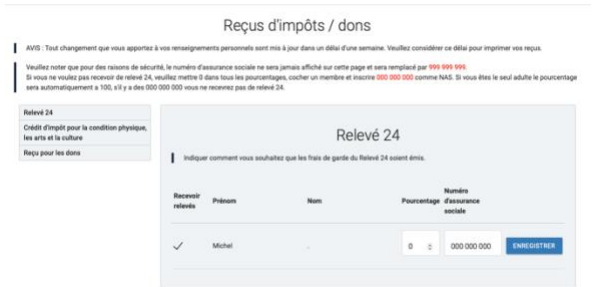 Reçus d'impôts / dons
AVIS : Tout changement que vous apportez à vos renseignements personnels sont mis à jour dans un délai d'une semaine. Veuillez considérer ce délai pour imprimer vos reçus.
Veuillez noter que pour des raisons de sécurité, le numéro d'assurance sociale ne sera jamais affiché sur cette page et sera remplacé par 999 999 999.
Si vous ne voulez pas recevoir de relevé 24, veuillez mettre 0 dans tous les pourcentages, cocher un membre et inscrire 000 000 000 comme NAS. Si vous êtes le seul adulte le pourcentage
sera automatiquement a 100, s'il y a des 000 000 000 vous ne recevrez pas de relevé 24.
Relevé 24
Crédit d'impôt pour la condition physique,
les arts et la culture
Reçu pour les dons
Relevé 24
Indiquer comment vous souhaitez que les frais de garde du Relevé 24 soient émis.
Recevoir relevés Prénom Nom Pourcentage Numéro d'assurance sociale
Michel 0 000 000 000 ENREGISTRER